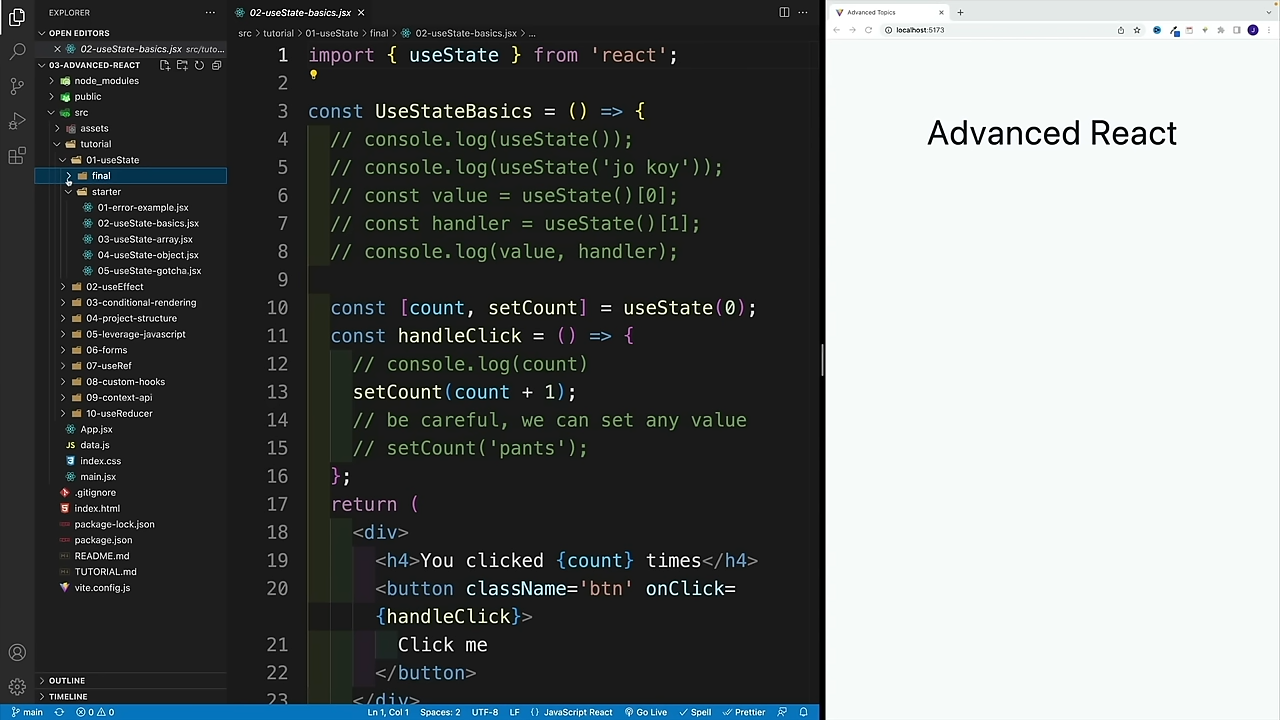 EXPLORER
OPEN EDITORS
02-useState-basics.jsx src/tuto...
03-ADVANCED-REACT
node_modules
public
src
assets
tutorial
01-useState
final
starter
01-error-example.jsx
02-useState-basics.jsx
03-useState-array.jsx
04-useState-object.jsx
05-useState-gotcha.jsx
02-useEffect
03-conditional-rendering
04-project-structure
05-leverage-javascript
06-forms
07-useRef
08-custom-hooks
09-context-api
10-useReducer
App.jsx
JS data.js
index.css
main.jsx
.gitignore
index.html
package-lock.json
package.json
README.md
TUTORIAL.md
vite.config.js
OUTLINE
TIMELINE
02-useState-basics.jsx
src > tutorial > 01-useState > final > 02-useState-basics.jsx > ...
1 import { useState } from 'react';
2
3 const UseStateBasics = () => {
4 // console.log(useState());
5 // console.log(useState('jo koy'));
6 // const value = useState()[0];
7 // const handler = useState()[1];
8 // console.log(value, handler);
9
10 const [count, setCount] = useState(0);
11 const handleClick = () => {
12 // console.log(count)
13 setCount(count + 1);
14 // be careful, we can set any value
15 // setCount('pants');
16 };
17 return (
18 <div>
19 <h4>You clicked {count} times</h4>
20 <button className='btn' onClick=
{handleClick}>
21 Click me
22 </button>
23 </div>
main 0 0 Ln 1, Col 1 Spaces: 2 UTF-8 LF {} JavaScript React Go Live Spell Prettier
Advanced Topics
localhost:5173
J
Advanced React